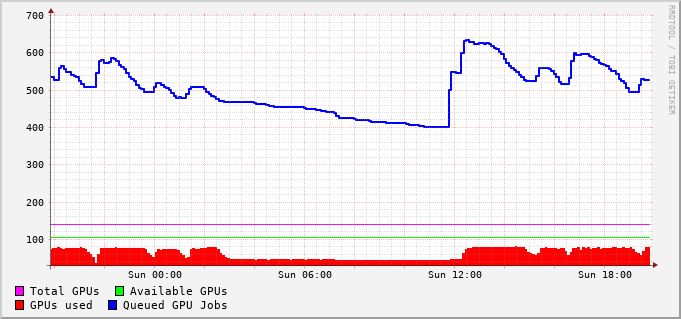 RRDTOOL / TOBI OETIKER
700
600
500
400
300
200
100
Sun 00:00 Sun 06:00 Sun 12:00 Sun 18:00
Total GPUs Available GPUs
GPUs used Queued GPU Jobs